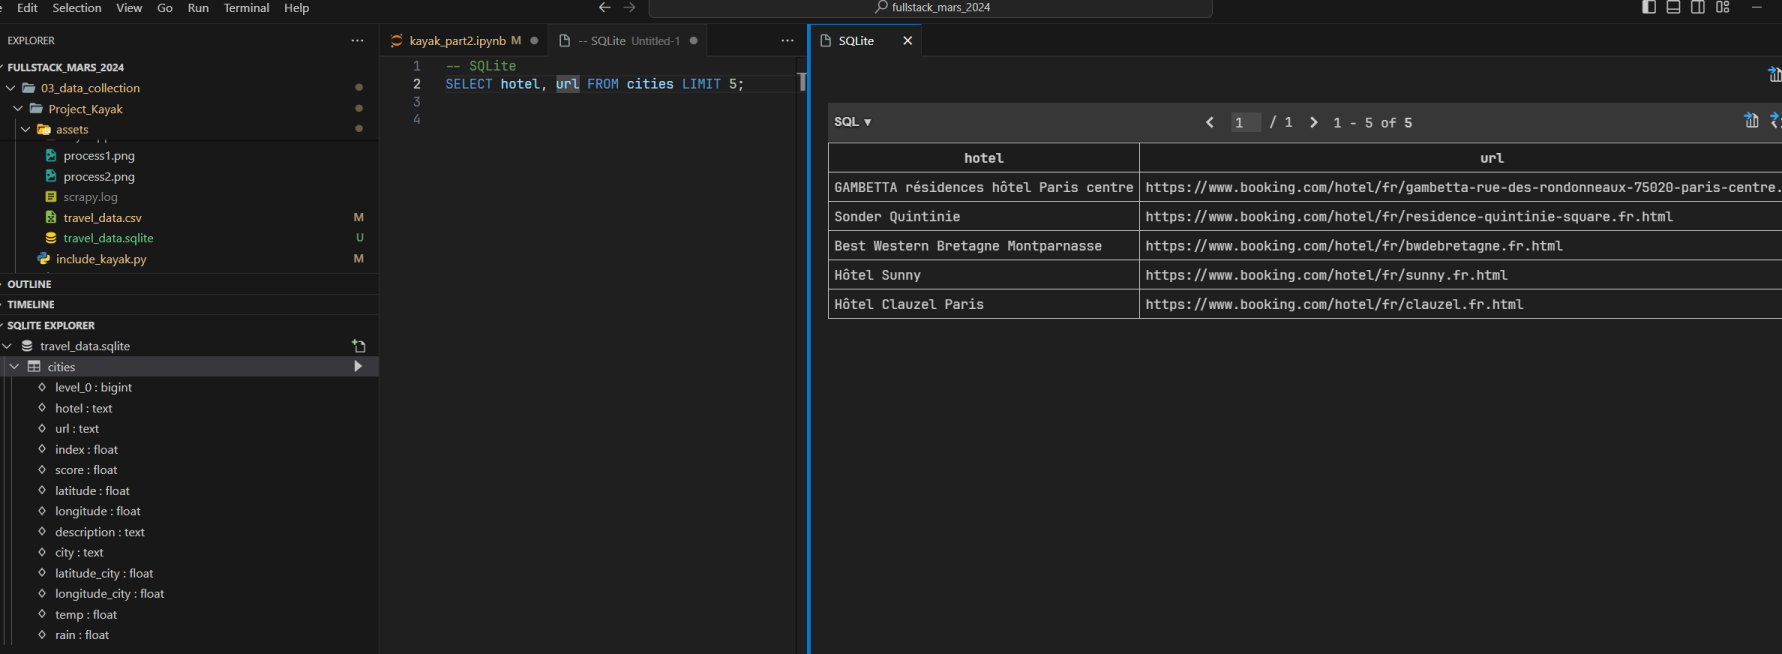 Edit Selection View Go Run Terminal Help
fullstack_mars_2024
EXPLORER
FULLSTACK_MARS_2024
03_data_collection
Project_Kayak
assets
process1.png
process2.png
scrapy.log
travel_data.csv M
travel_data.sqlite U
include_kayak.py M
OUTLINE
TIMELINE
SQLITE EXPLORER
travel_data.sqlite
cities
level_0 : bigint
hotel : text
url : text
index : float
score : float
latitude : float
longitude : float
description : text
city : text
latitude_city : float
longitude_city : float
temp : float
rain : float
kayak_part2.ipynb M
-- SQLite Untitled-1
1 -- SQLite
2 SELECT hotel, url FROM cities LIMIT 5;
3
4
SQLite
SQL ▼ 1 / 1 1 - 5 of 5
hotel url
GAMBETTA résidences hôtel Paris centre https://www.booking.com/hotel/fr/gambetta-rue-des-rondonneaux-75020-paris-centre.
Sonder Quintinie https://www.booking.com/hotel/fr/residence-quintinie-square.fr.html
Best Western Bretagne Montparnasse https://www.booking.com/hotel/fr/bwdebretagne.fr.html
Hôtel Sunny https://www.booking.com/hotel/fr/sunny.fr.html
Hôtel Clauzel Paris https://www.booking.com/hotel/fr/clauzel.fr.html